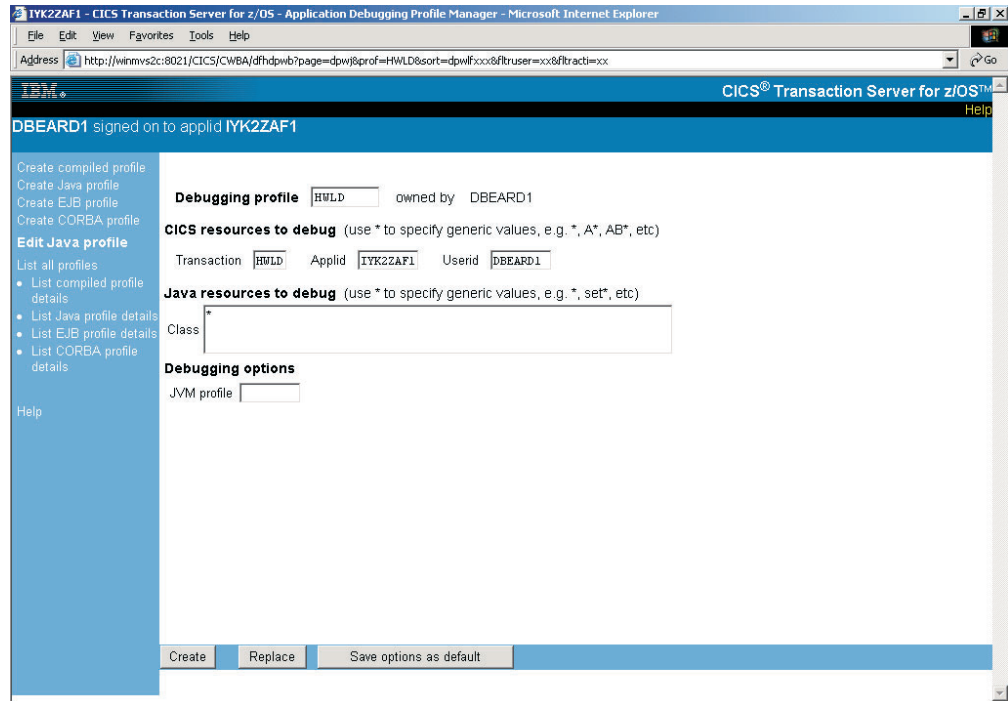 IYK2ZAF1 - CICS Transaction Server for z/OS - Application Debugging Profile Manager - Microsoft Internet Explorer
File Edit View Favorites Tools Help
Address http://winmvs2c:8021/CICS/CWBA/dfhdpwb?page=dpwj&prof=HWLD&sort=dpwlfxxx&fltruser=xx&fltracti=xx Go
IBM® CICS® Transaction Server for z/OS™
Help
DBEARD1 signed on to applid IYK2ZAF1
Create compiled profile
Create Java profile
Create EJB profile
Create CORBA profile
Edit Java profile
List all profiles
• List compiled profile
details
• List Java profile details
• List EJB profile details
• List CORBA profile
details
Help
Debugging profile HWLD owned by DBEARD1
CICS resources to debug (use * to specify generic values, e.g. *, A*, AB*, etc)
Transaction HWLD Applid IYK2ZAF1 Userid DBEARD1
Java resources to debug (use * to specify generic values, e.g. *, set*, etc)
Class *
Debugging options
JVM profile
Create Replace Save options as default